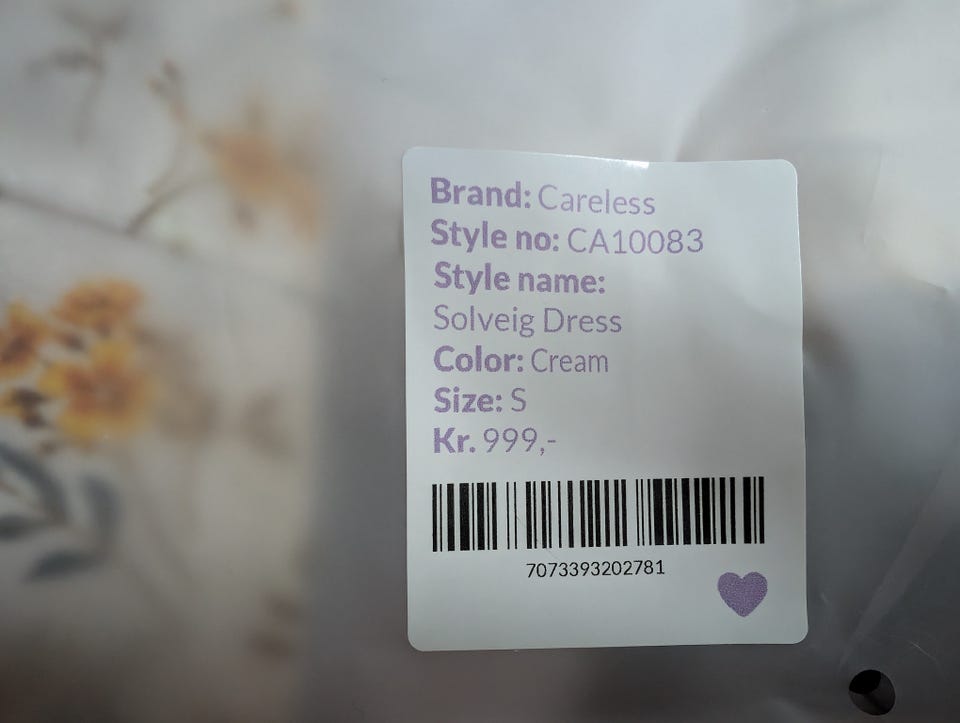 Brand: Careless
Style no: CA10083
Style name:
Solveig Dress
Color: Cream
Size: S
Kr. 999,-
7073393202781